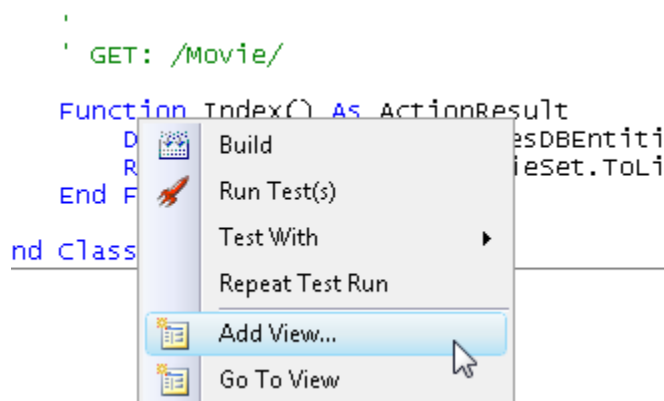 '
' GET: /Movie/
Function Index() As ActionResult
D
esDBEntiti
R
ieSet.ToLi
End F
nd Class
Build
Run Test(s)
Test With
Repeat Test Run
Add View...
Go To View